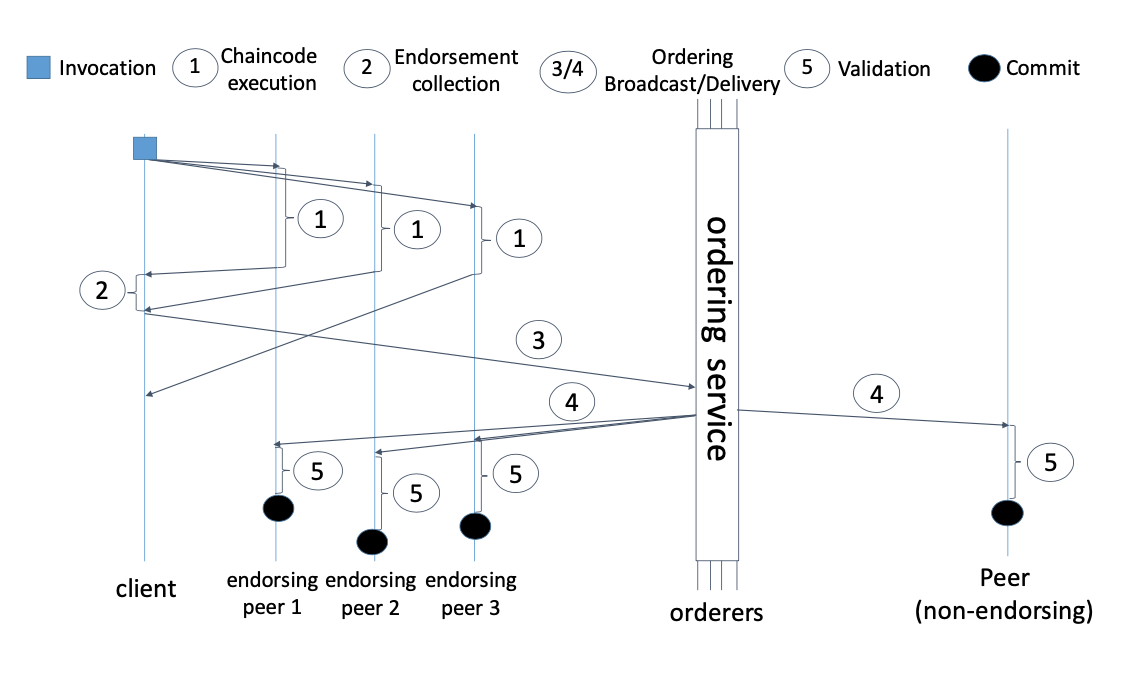 Invocation
1
Chaincode
execution
2
Endorsement
collection
3/4
Ordering
Broadcast/Delivery
5
Validation
Commit
1
1
1
2
3
4
4
5
5
5
5
ordering service
client
endorsing
peer 1
endorsing
peer 2
endorsing
peer 3
orderers
Peer
(non-endorsing)